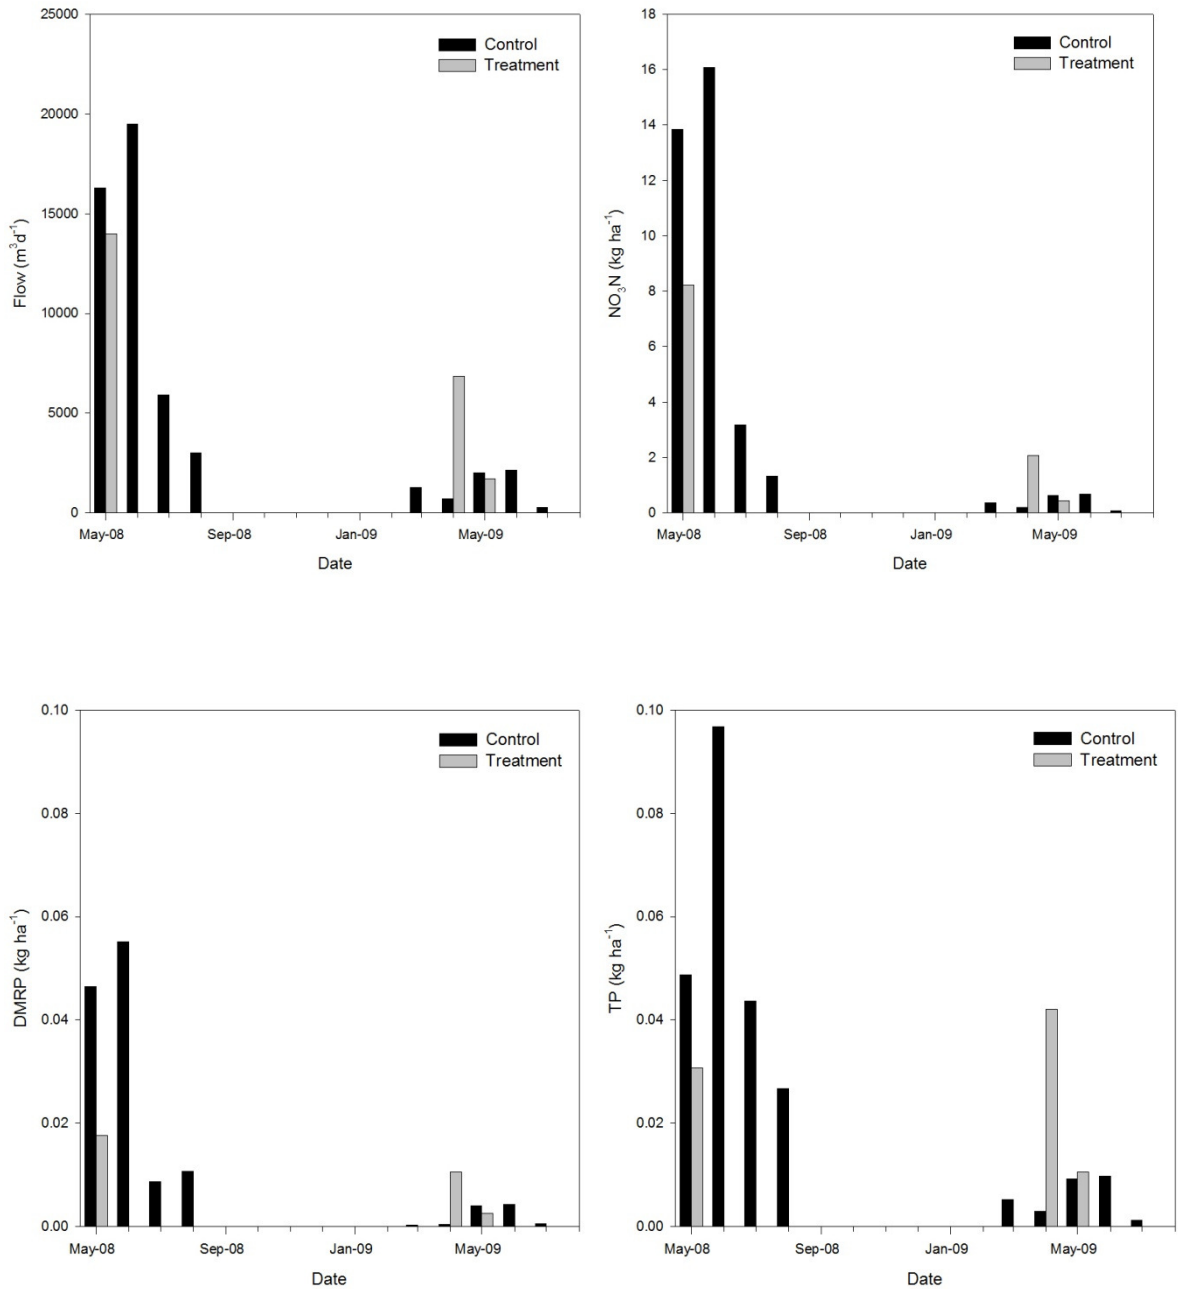 25000
20000
15000
10000
5000
0
Flow (m³d⁻¹)
Control
Treatment
May-08 Sep-08 Jan-09 May-09
Date
18
16
14
12
10
8
6
4
2
0
NO₃N (kg ha⁻¹)
Control
Treatment
May-08 Sep-08 Jan-09 May-09
Date
0.10
0.08
0.06
0.04
0.02
0.00
DMRP (kg ha⁻¹)
Control
Treatment
May-08 Sep-08 Jan-09 May-09
Date
0.10
0.08
0.06
0.04
0.02
0.00
TP (kg ha⁻¹)
Control
Treatment
May-08 Sep-08 Jan-09 May-09
Date